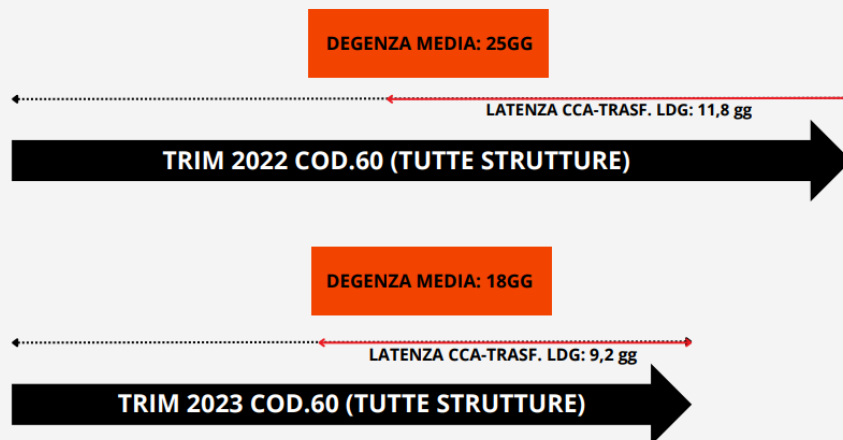 DEGENZA MEDIA: 25GG
LATENZA CCA-TRASF. LDG: 11,8 gg
TRIM 2022 COD.60 (TUTTE STRUTTURE)
DEGENZA MEDIA: 18GG
LATENZA CCA-TRASF. LDG: 9,2 gg
TRIM 2023 COD.60 (TUTTE STRUTTURE)